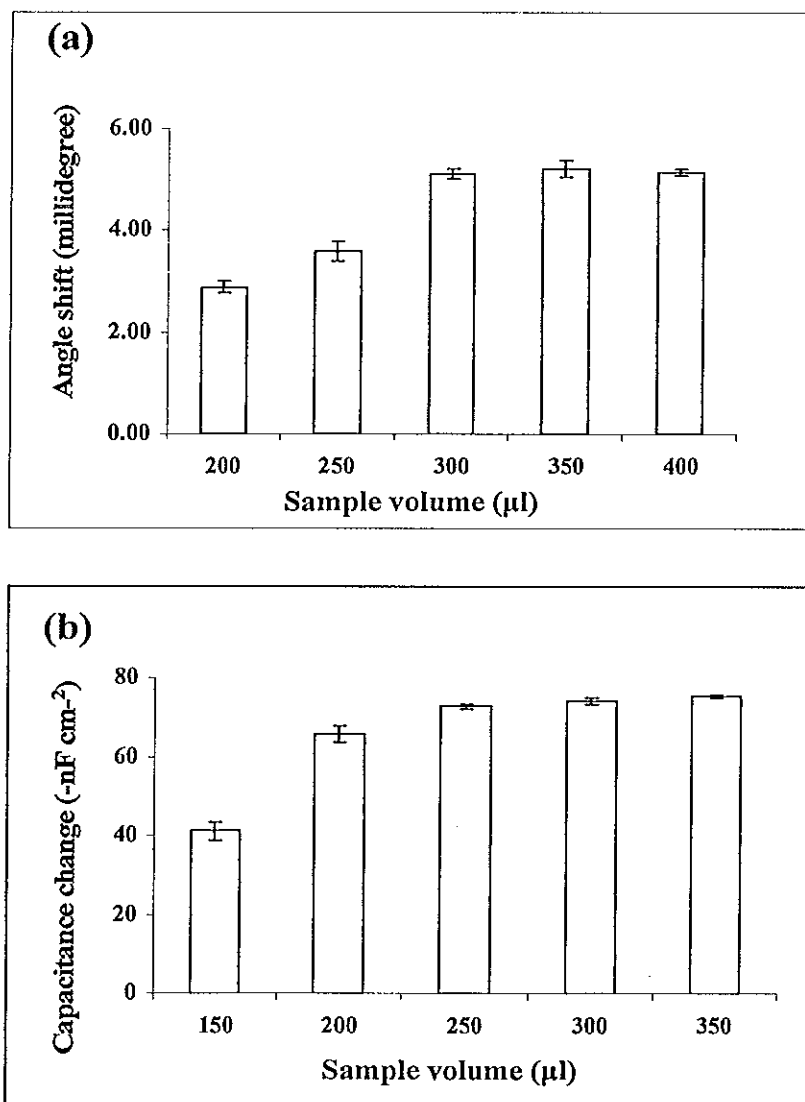 (a)
Angle shift (millidegree)
6.00
4.00
2.00
0.00
200 250 300 350 400
Sample volume (µl)
(b)
Capacitance change (-nF cm-²)
80
60
40
20
0
150 200 250 300 350
Sample volume (µl)